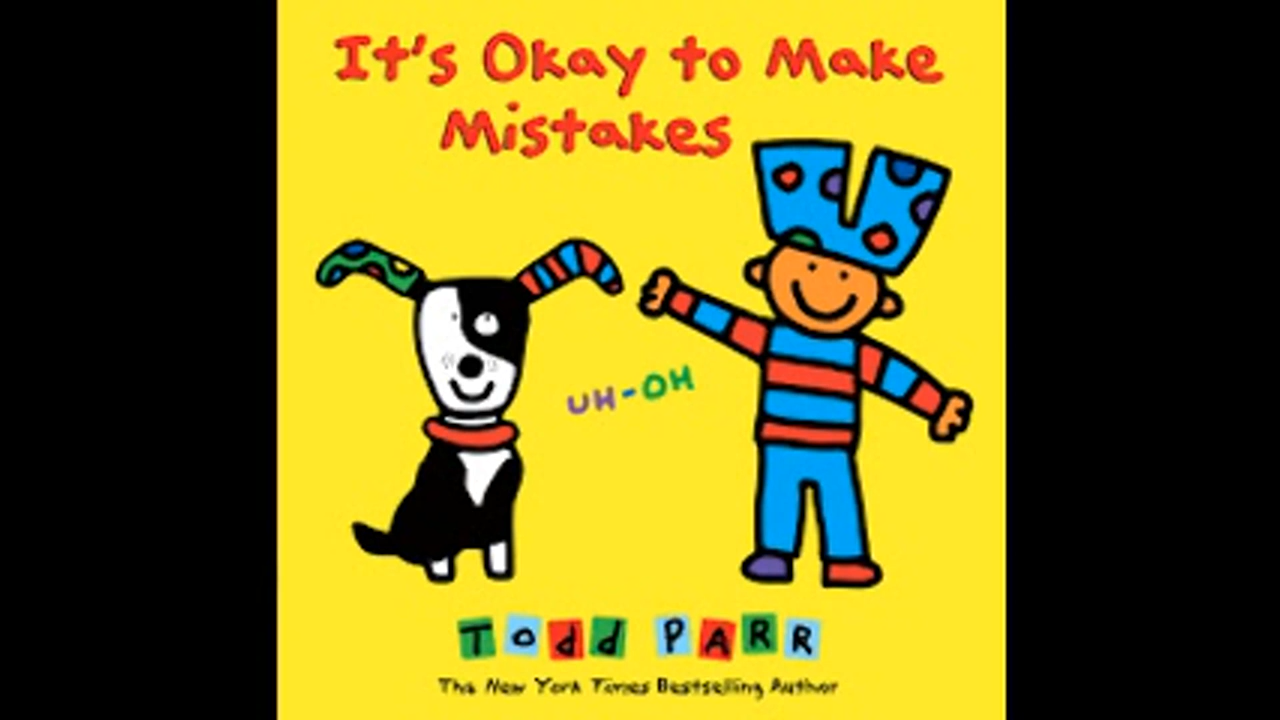 It's Okay to Make
Mistakes
UH-OH
Todd PARR
The New York Times Bestselling Author